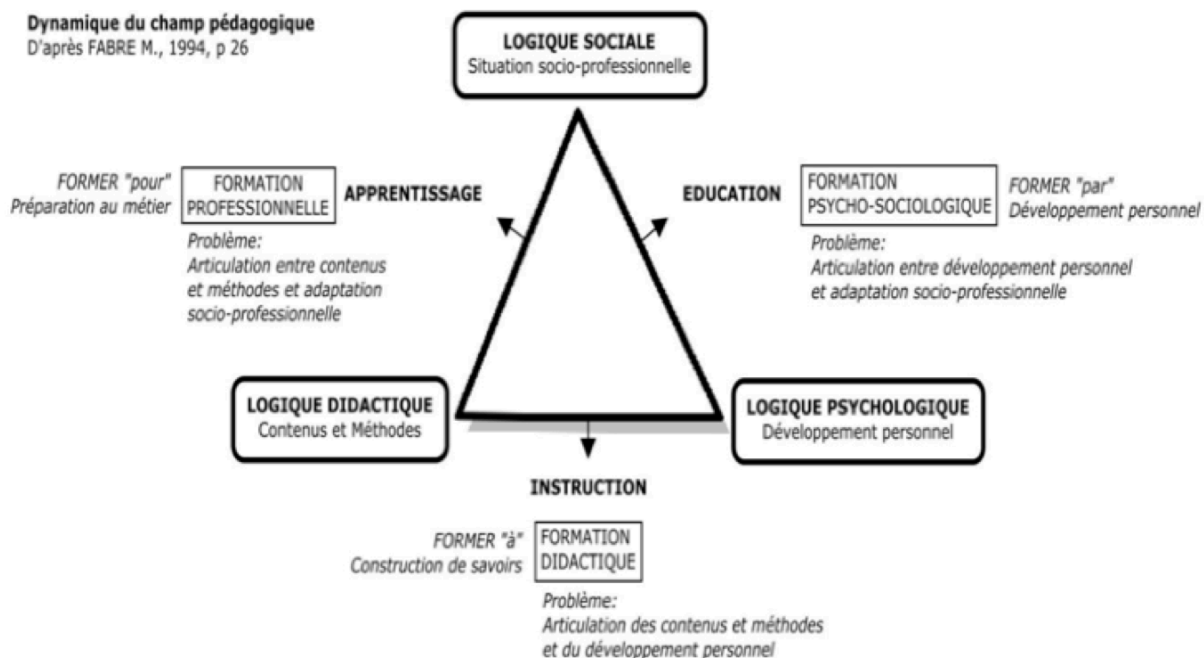 Dynamique du champ pédagogique
D'après FABRE M., 1994, p 26
LOGIQUE SOCIALE
Situation socio-professionnelle
FORMER "pour"
Préparation au métier
FORMATION
PROFESSIONNELLE
APPRENTISSAGE
Problème:
Articulation entre contenus
et méthodes et adaptation
socio-professionnelle
EDUCATION
FORMATION
PSYCHO-SOCIOLOGIQUE
FORMER "par"
Développement personnel
Problème:
Articulation entre développement personnel
et adaptation socio-professionnelle
LOGIQUE DIDACTIQUE
Contenus et Méthodes
LOGIQUE PSYCHOLOGIQUE
Développement personnel
INSTRUCTION
FORMER "à"
Construction de savoirs
FORMATION
DIDACTIQUE
Problème:
Articulation des contenus et méthodes
et du développement personnel